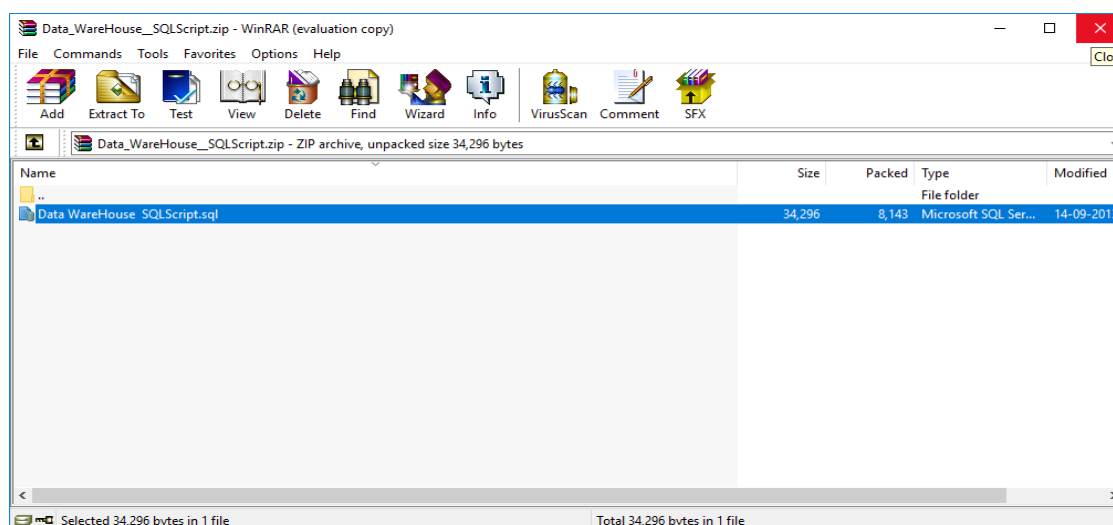 Data_WareHouse__SQLScript.zip - WinRAR (evaluation copy)
File Commands Tools Favorites Options Help
Clo
Add Extract To Test View Delete Find Wizard Info VirusScan Comment SFX
Data_WareHouse__SQLScript.zip - ZIP archive, unpacked size 34,296 bytes
Name Size Packed Type Modified
.. File folder
Data WareHouse SQLScript.sql 34,296 8,143 Microsoft SQL Ser... 14-09-201
Selected 34,296 bytes in 1 file Total 34,296 bytes in 1 file